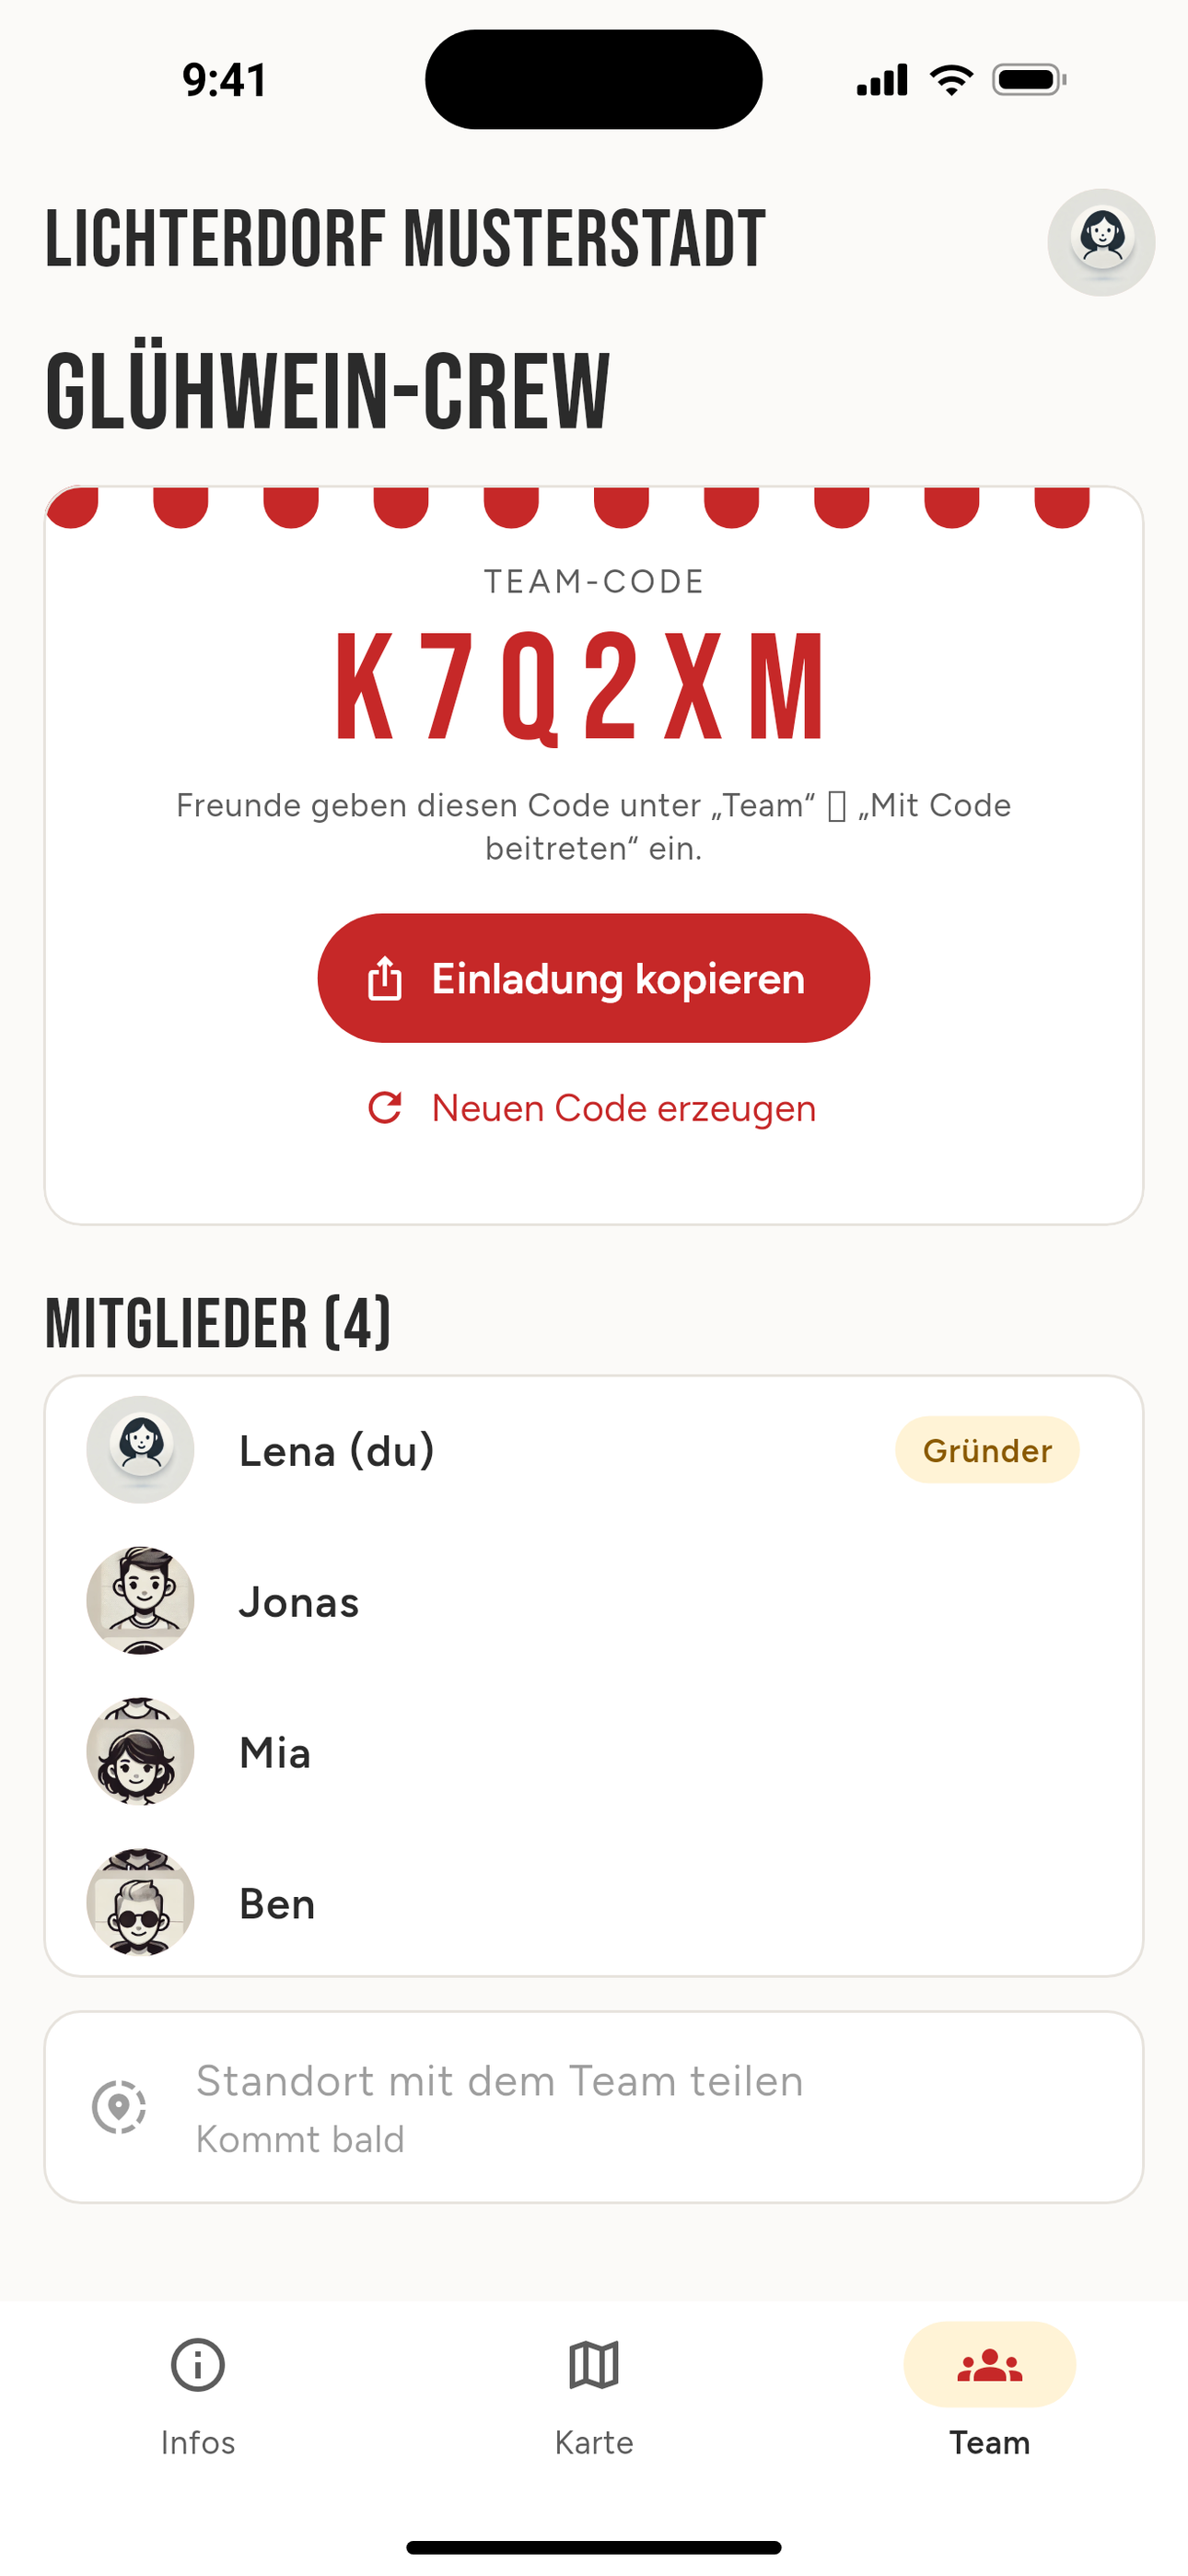 9:41
LICHTERDORF MUSTERSTADT
GLÜHWEIN-CREW
TEAM-CODE
K7Q2XM
Freunde geben diesen Code unter „Team“ ▯ „Mit Code
beitreten“ ein.
Einladung kopieren
Neuen Code erzeugen
MITGLIEDER (4)
Lena (du)
Gründer
Jonas
Mia
Ben
Standort mit dem Team teilen
Kommt bald
Infos
Karte
Team